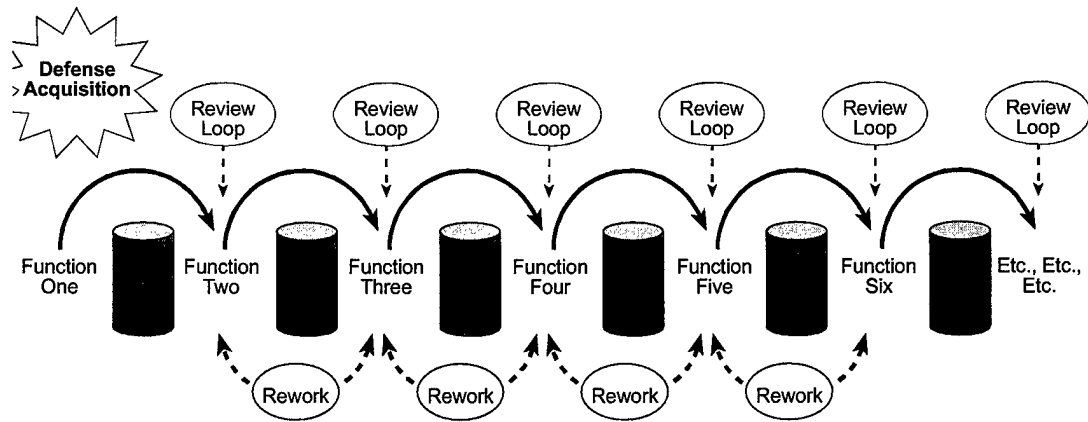 Defense
Acquisition
Review
Loop
Review
Loop
Review
Loop
Review
Loop
Review
Loop
Review
Loop
Function
One
Function
Two
Function
Three
Function
Four
Function
Five
Function
Six
Etc., Etc.,
Etc.
Rework
Rework
Rework
Rework